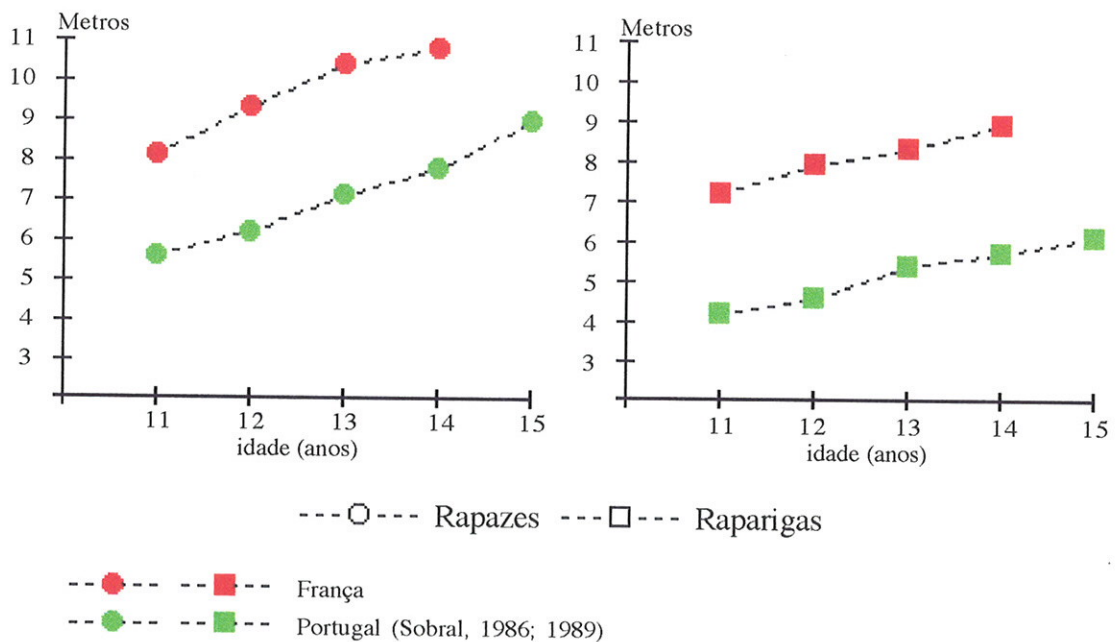 Metros
11
10
9
8
7
6
5
4
3
11 12 13 14 15
idade (anos)
Metros
11
10
9
8
7
6
5
4
3
11 12 13 14 15
idade (anos)
Rapazes Raparigas
França
Portugal (Sobral, 1986; 1989)